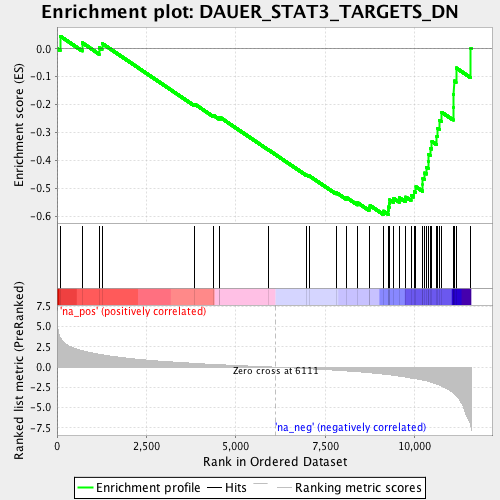 Enrichment plot: DAUER_STAT3_TARGETS_DN
Enrichment score (ES)
0.0
-0.1
-0.2
-0.3
-0.4
-0.5
-0.6
'na_pos' (positively correlated)
Ranked list metric (PreRanked)
7.5
5.0
2.5
0.0
-2.5
-5.0
-7.5
Zero cross at 6111
'na_neg' (negatively correlated)
0
2,500
5,000
7,500
10,000
Rank in Ordered Dataset
Enrichment profile
Hits
Ranking metric scores